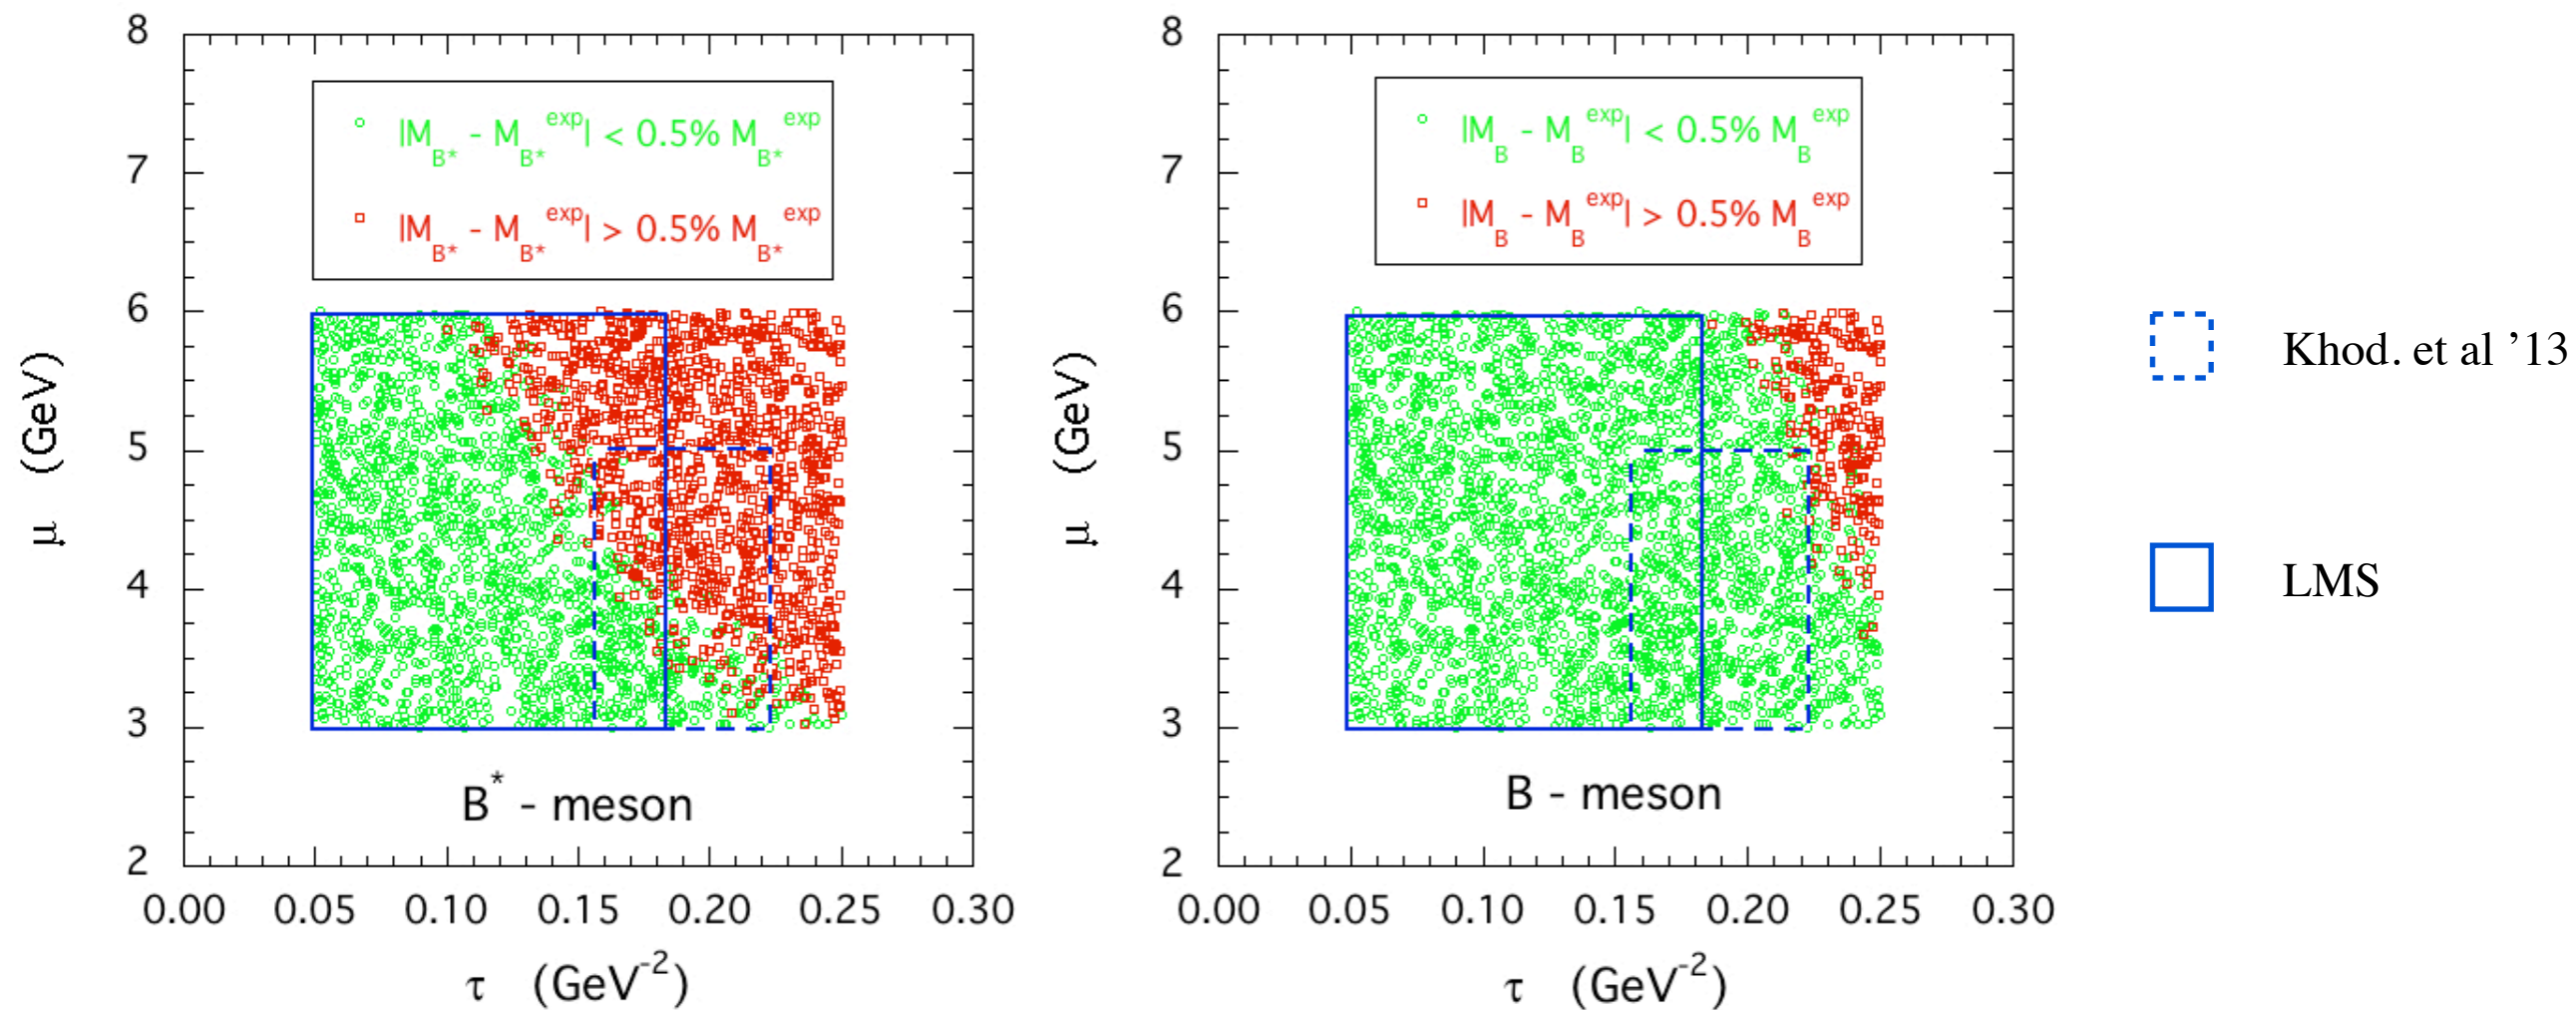 |M_B* - M_B*^exp| < 0.5% M_B*^exp
|M_B* - M_B*^exp| > 0.5% M_B*^exp
8
7
6
5
4
3
2
μ (GeV)
B* - meson
0.00 0.05 0.10 0.15 0.20 0.25 0.30
τ (GeV^-2)
|M_B - M_B^exp| < 0.5% M_B^exp
|M_B - M_B^exp| > 0.5% M_B^exp
8
7
6
5
4
3
2
μ (GeV)
B - meson
0.00 0.05 0.10 0.15 0.20 0.25 0.30
τ (GeV^-2)
Khod. et al ’13
LMS